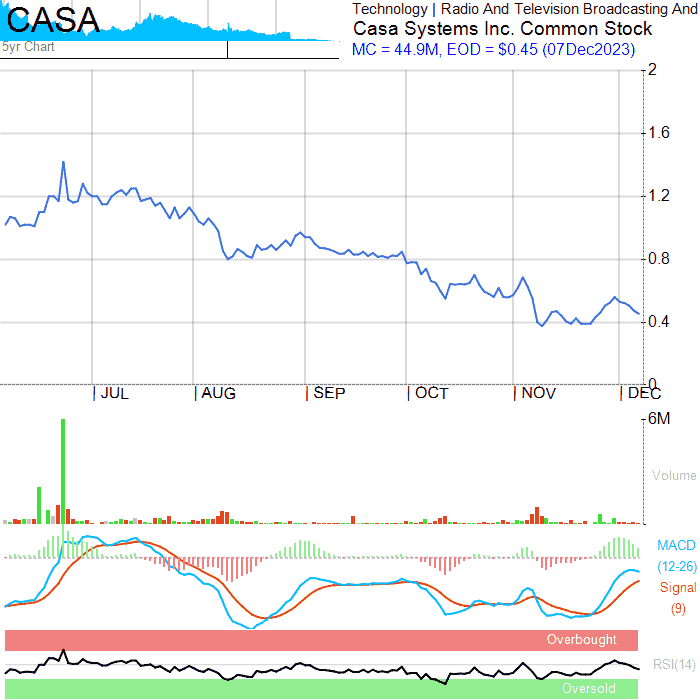 CASA
5yr Chart
Technology | Radio And Television Broadcasting And
Casa Systems Inc. Common Stock
MC = 44.9M, EOD = $0.45 (07Dec2023)
2
1.6
1.2
0.8
0.4
0
JUL AUG SEP OCT NOV DEC
6M
Volume
MACD
(12-26)
Signal
(9)
Overbought
RSI(14)
Oversold